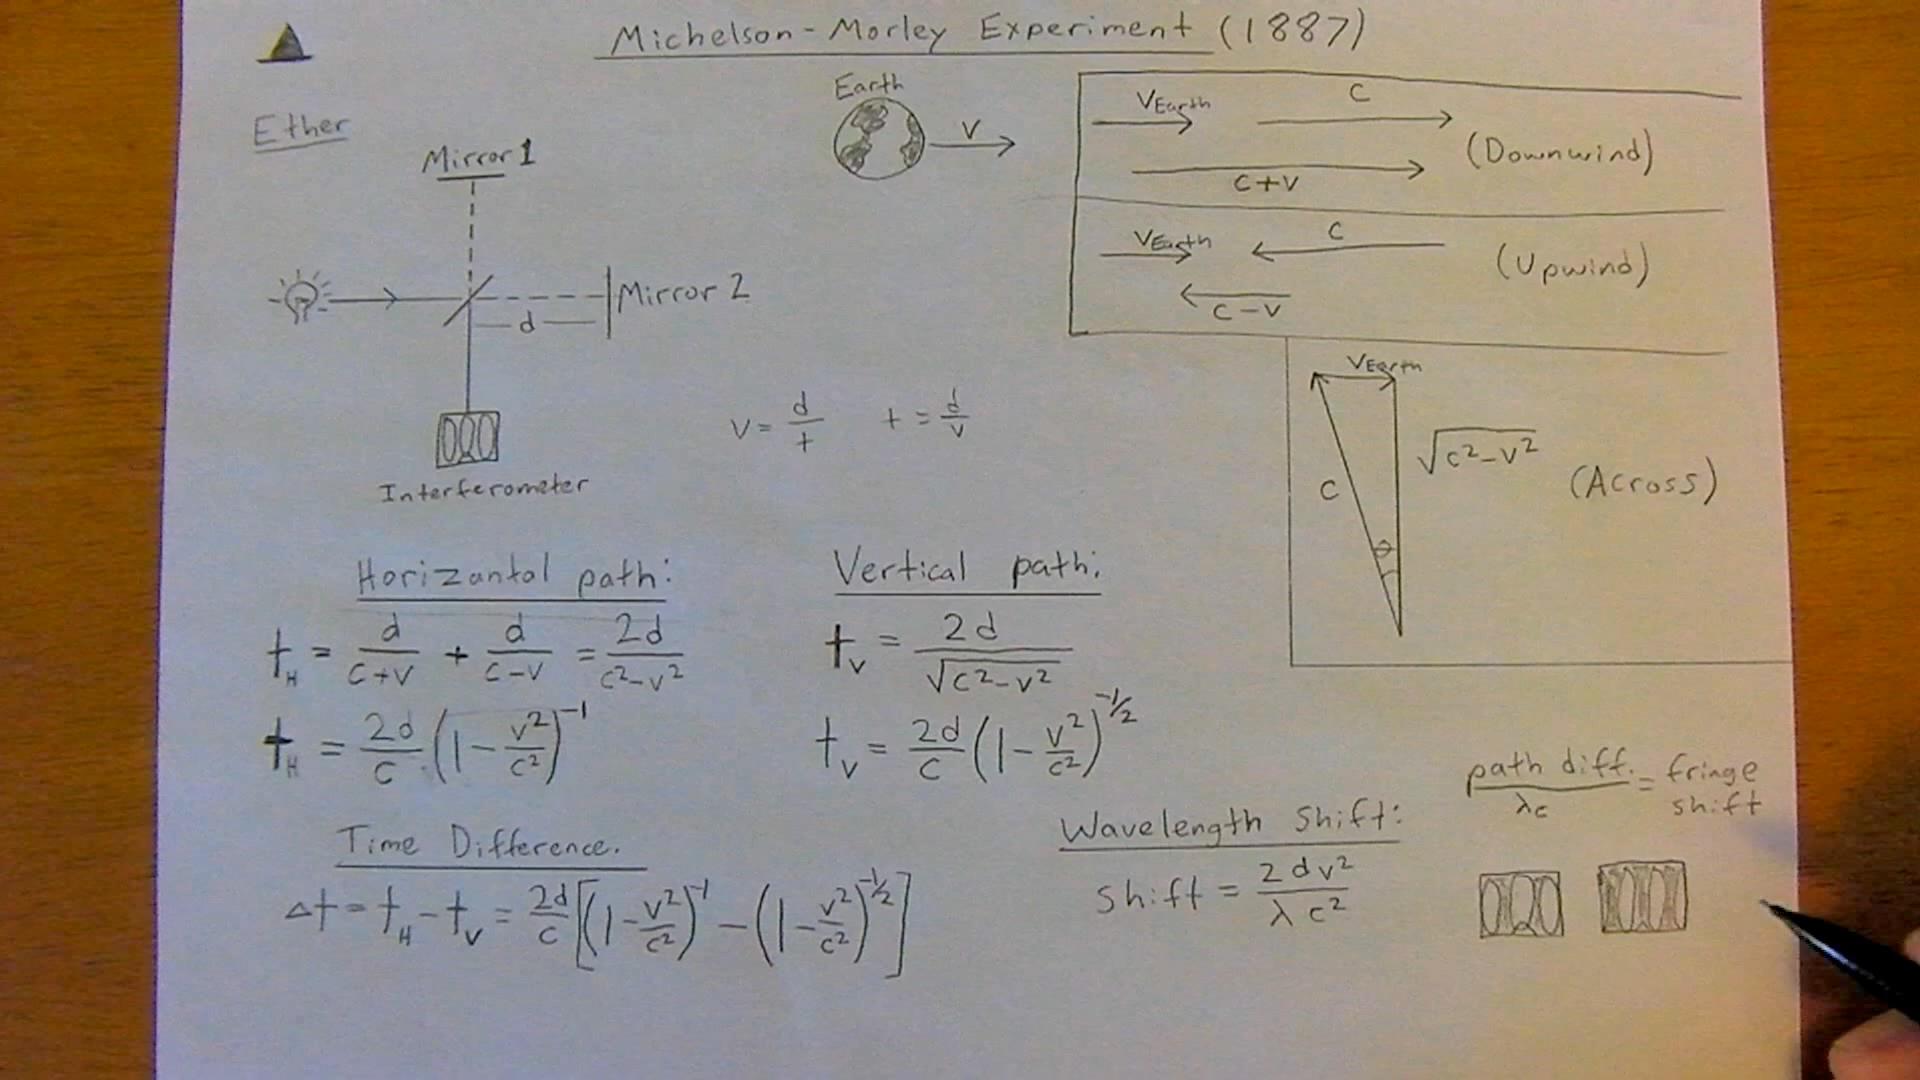 Michelson-Morley Experiment (1887)
Ether
Earth
V
Mirror 1
Mirror 2
d
Interferometer
V_Earth C
C+V
(Downwind)
V_Earth C
C-V
(Upwind)
V_Earth
C
√(c²-v²)
(Across)
θ
V = d/t t = d/v
Horizantal path:
t_H = d/(C+V) + d/(C-V) = 2d/(c²-v²)
t_H = 2d/c (1 - v²/c²)^-1
Vertical path:
t_V = 2d/√(c²-v²)
t_V = 2d/c (1 - v²/c²)^-1/2
Time Difference.
Δt = t_H - t_V = 2d/c [(1 - v²/c²)^-1 - (1 - v²/c²)^-1/2]
Wavelength Shift:
Shift = 2dv²/λc²
path diff./λc = fringe shift